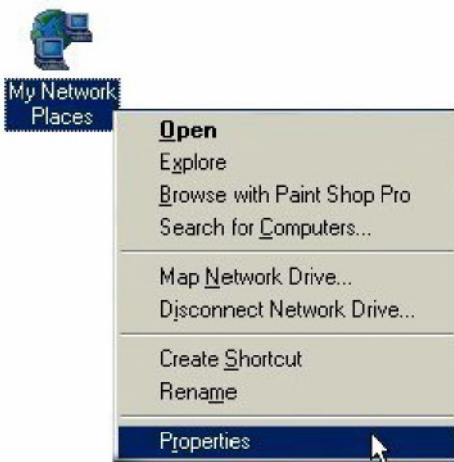 My Network
Places
Open
Explore
Browse with Paint Shop Pro
Search for Computers...
Map Network Drive...
Disconnect Network Drive...
Create Shortcut
Rename
Properties